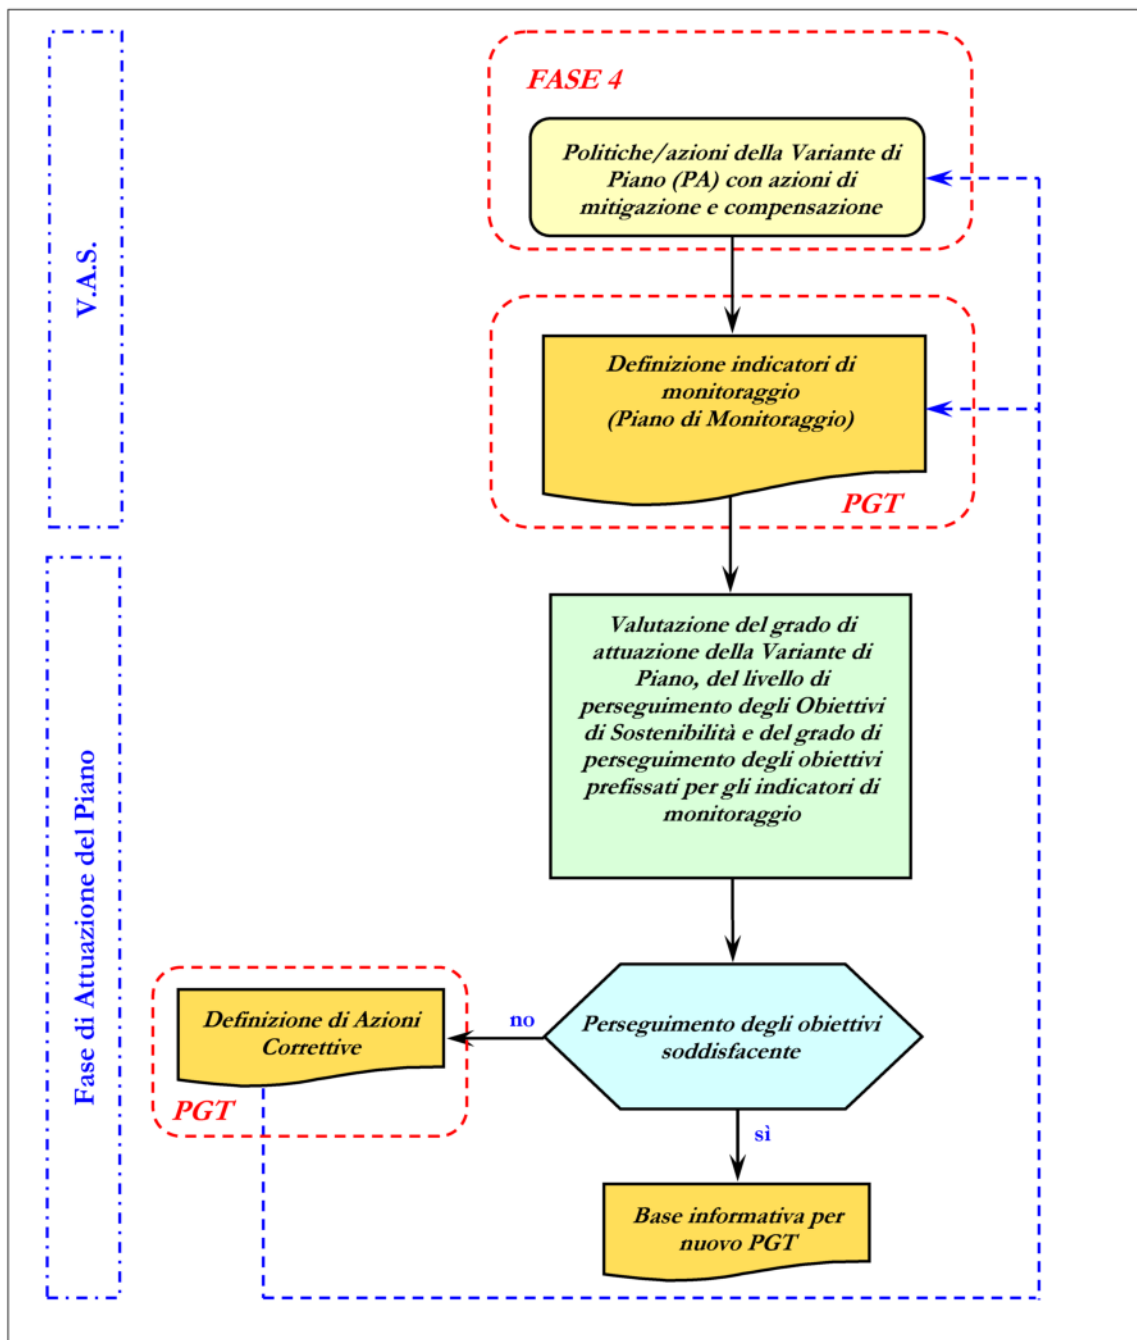 V.A.S.
FASE 4
Politiche/azioni della Variante di
Piano (PA) con azioni di
mitigazione e compensazione
Definizione indicatori di
monitoraggio
(Piano di Monitoraggio)
PGT
Fase di Attuazione del Piano
Valutazione del grado di
attuazione della Variante di
Piano, del livello di
perseguimento degli Obiettivi
di Sostenibilità e del grado di
perseguimento degli obiettivi
prefissati per gli indicatori di
monitoraggio
Perseguimento degli obiettivi
soddisfacente
no
Definizione di Azioni
Correttive
PGT
sì
Base informativa per
nuovo PGT